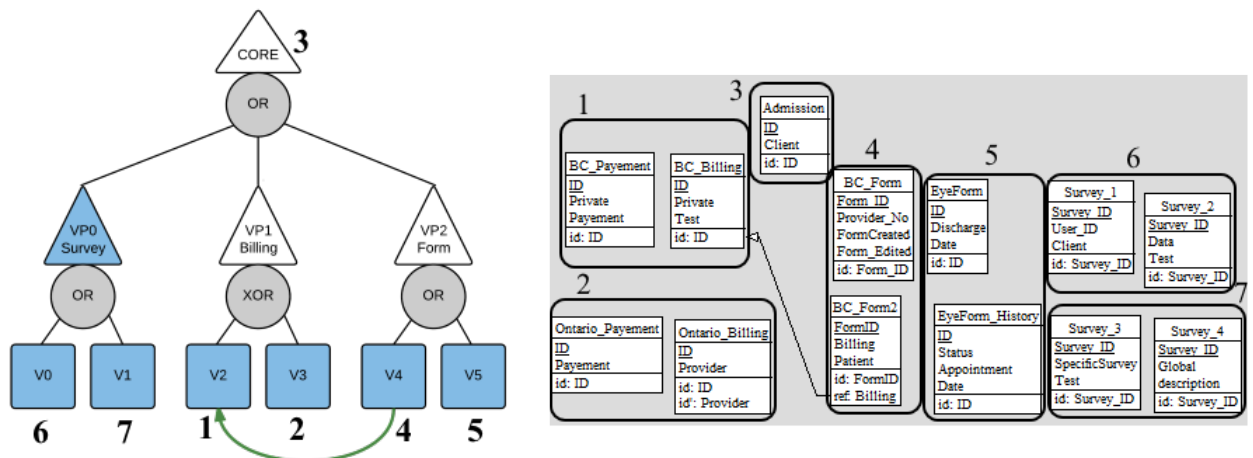 CORE
3
OR
VP0
Survey
VP1
Billing
VP2
Form
OR
XOR
OR
V0
V1
V2
V3
V4
V5
6
7
1
2
4
5
1
BC_Payement
ID
Private
Payement
id: ID
BC_Billing
ID
Private
Test
id: ID
2
Ontario_Payement
ID
Payement
id: ID
Ontario_Billing
ID
Provider
id: ID
id': Provider
3
Admission
ID
Client
id: ID
4
BC_Form
Form_ID
Provider_No
FormCreated
Form_Edited
id: Form_ID
BC_Form2
FormID
Billing
Patient
id: FormID
ref: Billing
5
EyeForm
ID
Discharge
Date
id: ID
EyeForm_History
ID
Status
Appointment
Date
id: ID
6
Survey_1
Survey_ID
User_ID
Client
id: Survey_ID
Survey_2
Survey_ID
Data
Test
id: Survey_ID
7
Survey_3
Survey_ID
SpecificSurvey
Test
id: Survey_ID
Survey_4
Survey_ID
Global
description
id: Survey_ID